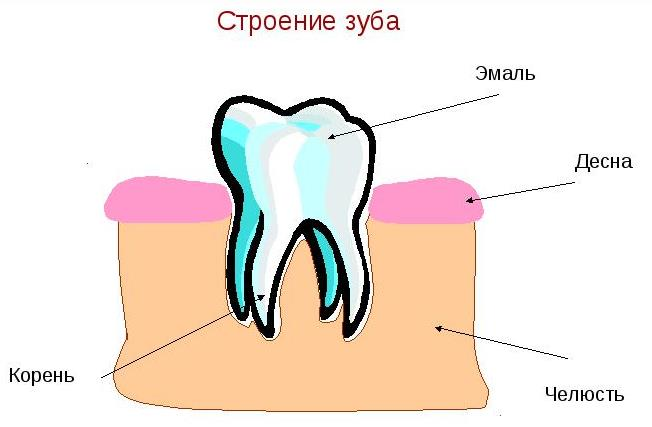 Строение зуба
Эмаль
Десна
Корень
Челюсть